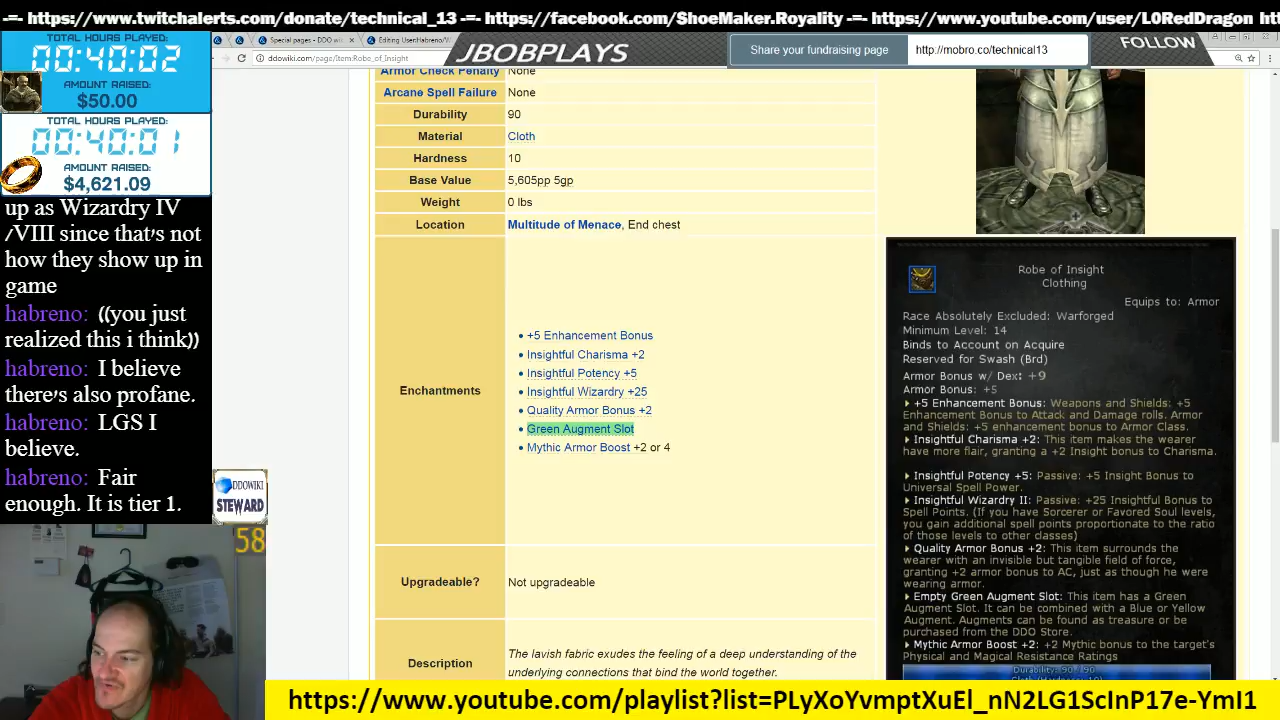 -=- https://www.twitchalerts.com/donate/technical_13 -=- https://facebook.com/ShoeMaker.Royality -=- https://www.youtube.com/user/L0RedDragon
TOTAL HOURS PLAYED:
00:40:02
AMOUNT RAISED:
$50.00
TOTAL HOURS PLAYED:
00:40:01
AMOUNT RAISED:
$4,621.09
Special pages - DDO wi
Editing User:Habreno/W
ddowiki.com/page/Item:Robe_of_Insight
JBOBPLAYS
Share your fundraising page
http://mobro.co/technical13
FOLLOW
up as Wizardry IV
/VIII since that's not
how they show up in
game
habreno: ((you just
realized this i think))
habreno: I believe
there's also profane.
habreno: LGS I
believe.
habreno: Fair
enough. It is tier 1.
DDOWIKI
STEWARD
58
Armor Check Penalty None
Arcane Spell Failure None
Durability 90
Material Cloth
Hardness 10
Base Value 5,605pp 5gp
Weight 0 lbs
Location Multitude of Menace, End chest
Enchantments
• +5 Enhancement Bonus
• Insightful Charisma +2
• Insightful Potency +5
• Insightful Wizardry +25
• Quality Armor Bonus +2
• Green Augment Slot
• Mythic Armor Boost +2 or 4
Upgradeable? Not upgradeable
Description The lavish fabric exudes the feeling of a deep understanding of the
underlying connections that bind the world together.
Robe of Insight
Clothing
Equips to: Armor
Race Absolutely Excluded: Warforged
Minimum Level: 14
Binds to Account on Acquire
Reserved for Swash (Brd)
Armor Bonus w/ Dex: +9
Armor Bonus: +5
+5 Enhancement Bonus: Weapons and Shields: +5
Enhancement Bonus to Attack and Damage rolls. Armor
and Shields: +5 enhancement bonus to Armor Class.
Insightful Charisma +2: This item makes the wearer
have more flair, granting a +2 Insight bonus to Charisma.
Insightful Potency +5: Passive: +5 Insight Bonus to
Universal Spell Power.
Insightful Wizardry II: Passive: +25 Insightful Bonus to
Spell Points. (If you have Sorcerer or Favored Soul levels,
you gain additional spell points proportionate to the ratio
of those levels to other classes)
Quality Armor Bonus +2: This item surrounds the
wearer with an invisible but tangible field of force,
granting +2 armor bonus to AC, just as though he were
wearing armor.
Empty Green Augment Slot: This item has a Green
Augment Slot. It can be combined with a Blue or Yellow
Augment. Augments can be found as treasure or be
purchased from the DDO Store.
Mythic Armor Boost +2: +2 Mythic bonus to the target's
Physical and Magical Resistance Ratings
Durability: 90/90
https://www.youtube.com/playlist?list=PLyXoYvmptXuEl_nN2LG1ScInP17e-YmI1